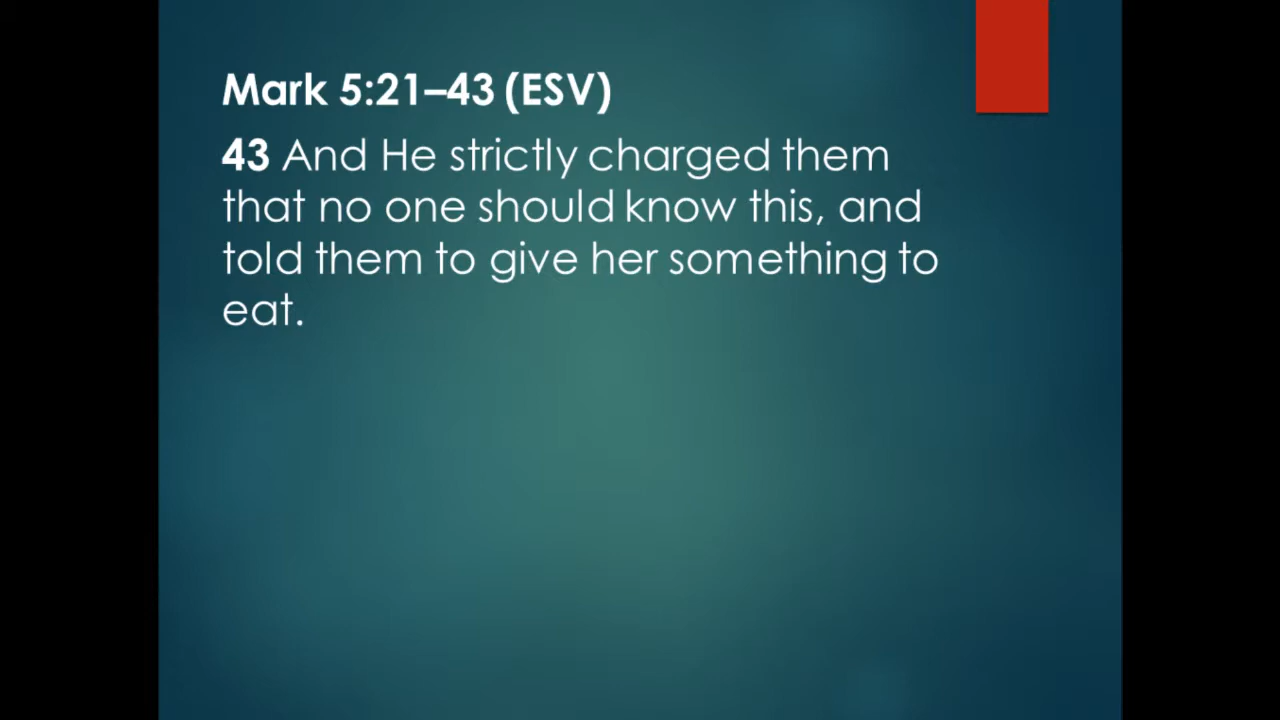 Mark 5:21–43 (ESV)
43 And He strictly charged them
that no one should know this, and
told them to give her something to
eat.